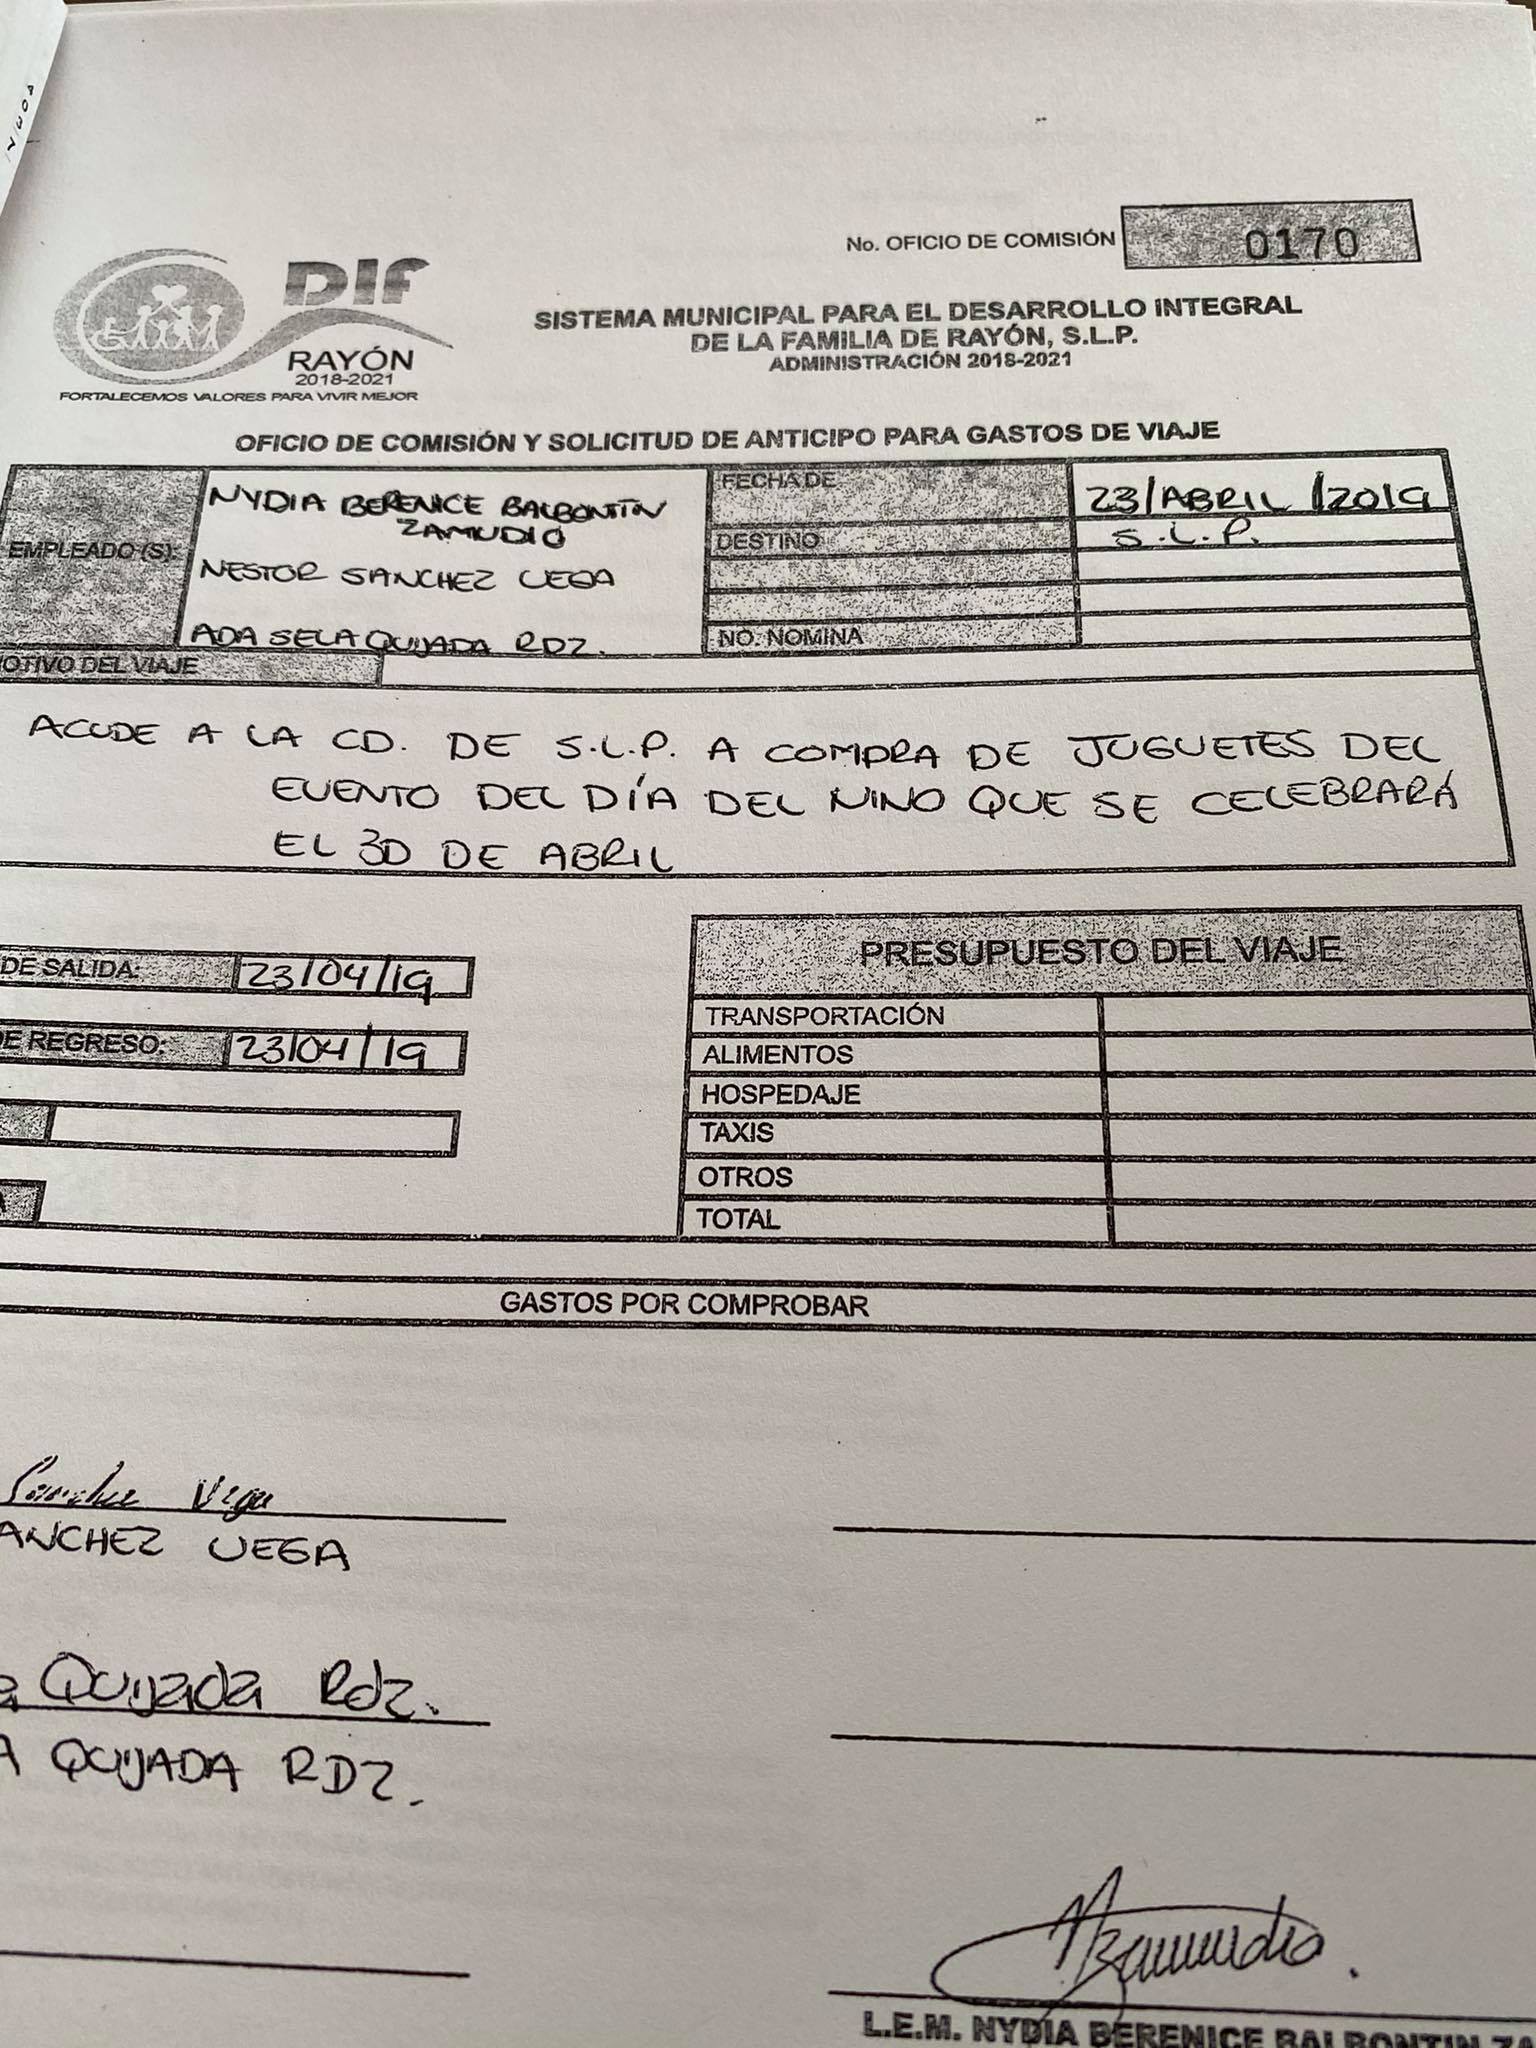 No. OFICIO DE COMISIÓN 0170
DIF
RAYÓN
2018-2021
FORTALECEMOS VALORES PARA VIVIR MEJOR
SISTEMA MUNICIPAL PARA EL DESARROLLO INTEGRAL
DE LA FAMILIA DE RAYÓN, S.L.P.
ADMINISTRACIÓN 2018-2021
OFICIO DE COMISIÓN Y SOLICITUD DE ANTICIPO PARA GASTOS DE VIAJE
EMPLEADO (S):
NYDIA BERENICE BALBONTÍN
ZAMUDIO
NESTOR SANCHEZ VEGA
ADA SELA QUIJADA RDZ.
FECHA DE 23/ABRIL/2019
DESTINO S.L.P.
NO. NOMINA
OTIVO DEL VIAJE
ACUDE A LA CD. DE S.L.P. A COMPRA DE JUGUETES DEL
EVENTO DEL DÍA DEL NINO QUE SE CELEBRARÁ
EL 30 DE ABRIL
DE SALIDA: 23/04/19
E REGRESO: 23/04/19
PRESUPUESTO DEL VIAJE
TRANSPORTACIÓN
ALIMENTOS
HOSPEDAJE
TAXIS
OTROS
TOTAL
GASTOS POR COMPROBAR
Sanchez Vega
ANCHEZ VEGA
a Quijada Rdz.
A QUIJADA RDZ.
NBZamudio.
L.E.M. NYDIA BERENICE BALBONTIN ZA